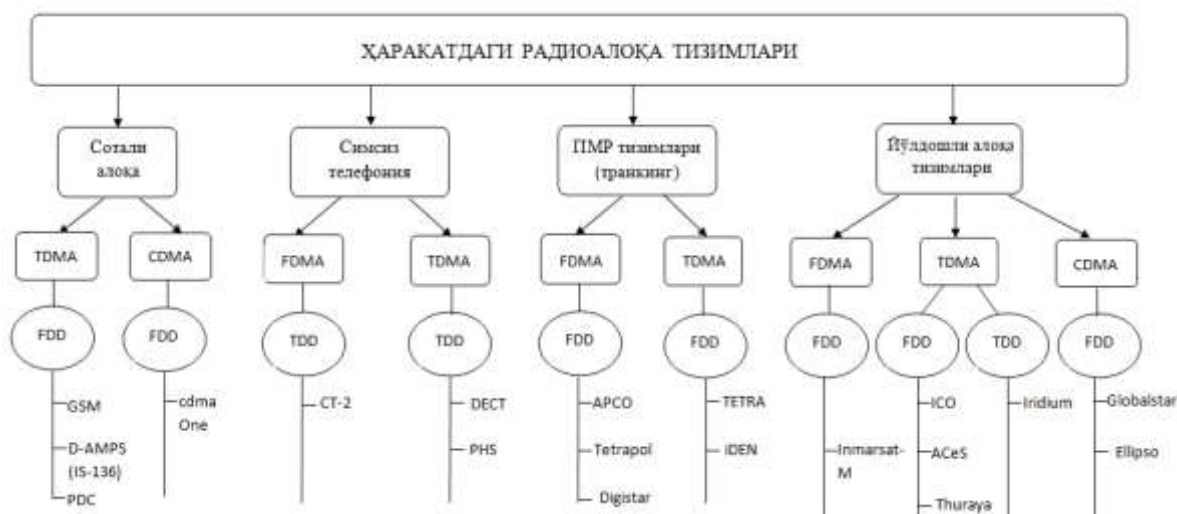 ҲАРАКАТДАГИ РАДИОАЛОҚА ТИЗИМЛАРИ
Сотали
алоқа
Симсиз
телефония
ПМР тизимлари
(транкинг)
Йўлдошли алоқа
тизимлари
TDMA
CDMA
FDMA
TDMA
FDMA
TDMA
FDMA
TDMA
CDMA
FDD
FDD
TDD
TDD
FDD
FDD
FDD
FDD
TDD
FDD
GSM
D-AMPS
(IS-136)
PDC
cdma
One
CT-2
DECT
PHS
APCO
Tetrapol
Digistar
TETRA
IDEN
Inmarsat-
M
ICO
ACeS
Thuraya
Iridium
Globalstar
Ellipso